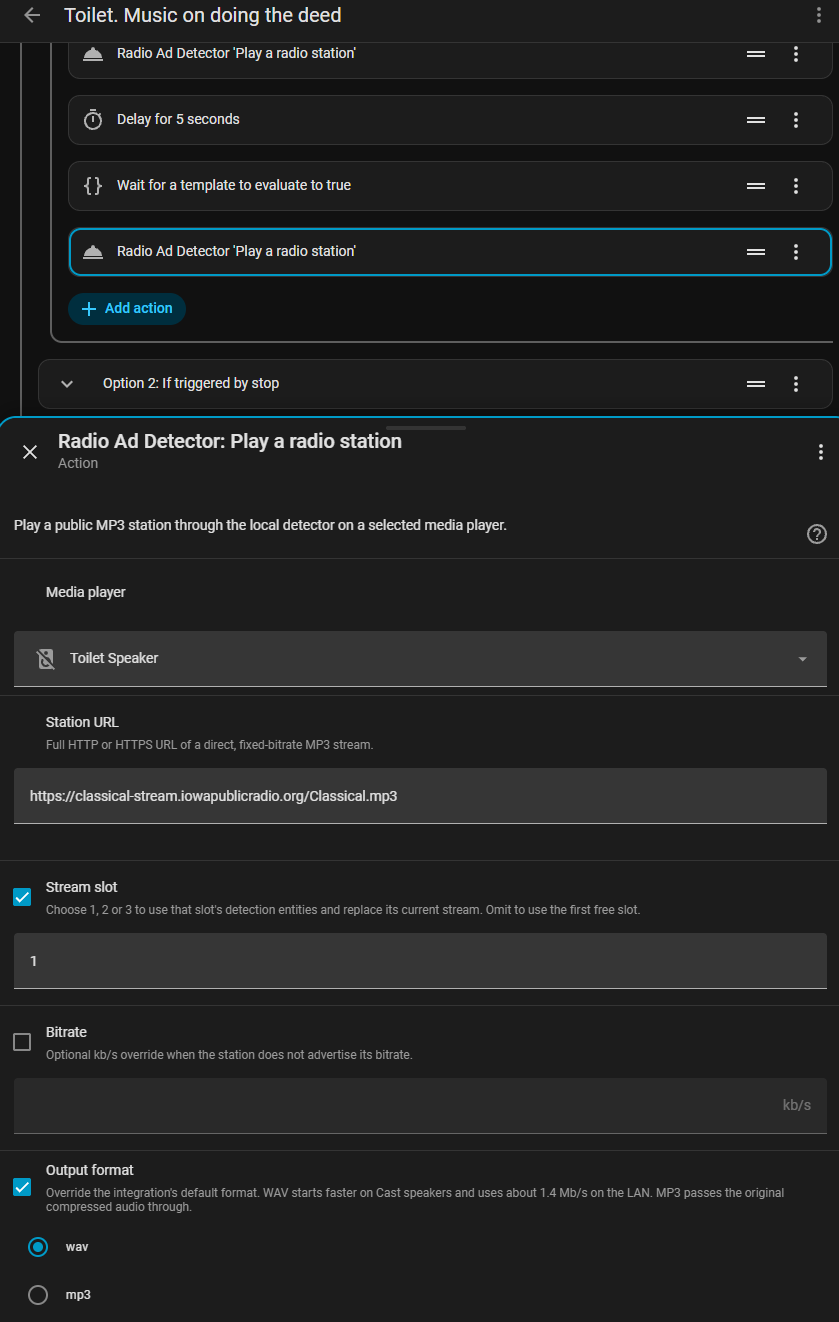 Toilet. Music on doing the deed
Radio Ad Detector 'Play a radio station'
Delay for 5 seconds
Wait for a template to evaluate to true
Radio Ad Detector 'Play a radio station'
Add action
Option 2: If triggered by stop
Radio Ad Detector: Play a radio station
Action
Play a public MP3 station through the local detector on a selected media player.
Media player
Toilet Speaker
Station URL
Full HTTP or HTTPS URL of a direct, fixed-bitrate MP3 stream.
https://classical-stream.iowapublicradio.org/Classical.mp3
Stream slot
Choose 1, 2 or 3 to use that slot's detection entities and replace its current stream. Omit to use the first free slot.
1
Bitrate
Optional kb/s override when the station does not advertise its bitrate.
kb/s
Output format
Override the integration's default format. WAV starts faster on Cast speakers and uses about 1.4 Mb/s on the LAN. MP3 passes the original
compressed audio through.
wav
mp3